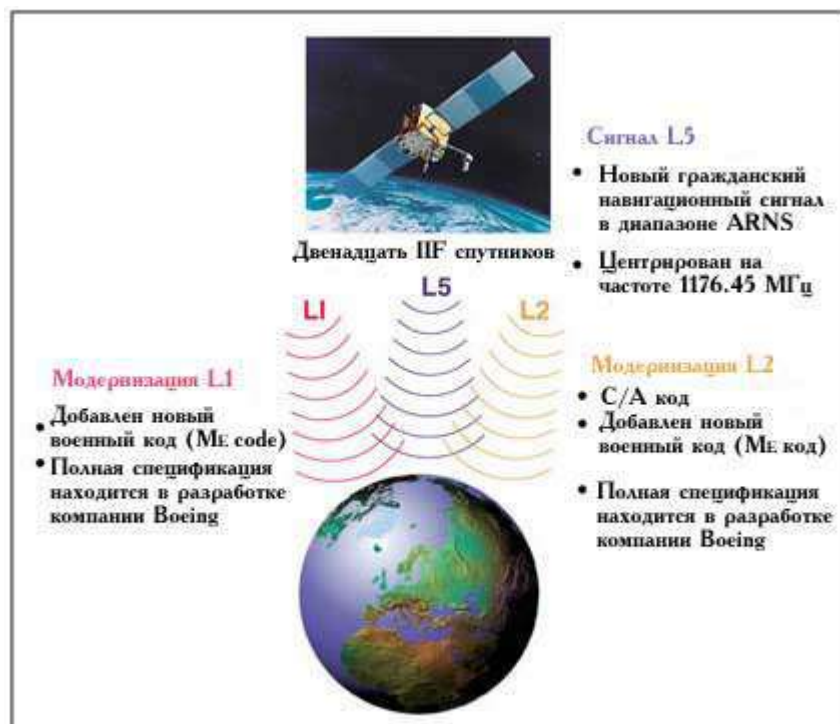 Двенадцать IIF спутников
Сигнал L5
• Новый гражданский
навигационный сигнал
в диапазоне ARNS
• Центрирован на
частоте 1176.45 МГц
L1
L5
L2
Модернизация L1
• Добавлен новый
военный код (ME code)
• Полная спецификация
находится в разработке
компании Boeing
Модернизация L2
• C/A код
• Добавлен новый
военный код (ME код)
• Полная спецификация
находится в разработке
компании Boeing